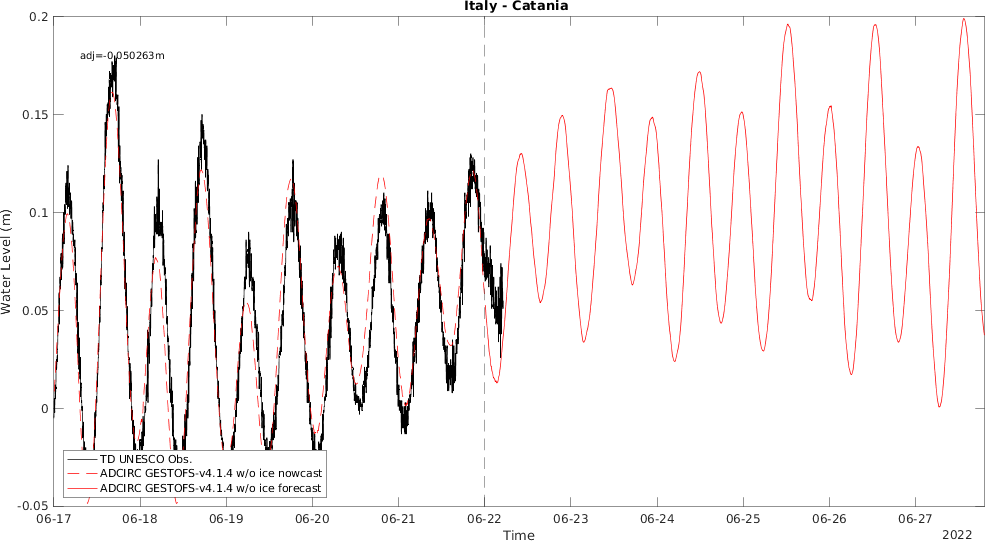 Italy - Catania
0.2
0.15
0.1
0.05
0
-0.05
Water Level (m)
adj=-0.050263m
TD UNESCO Obs.
ADCIRC GESTOFS-v4.1.4 w/o ice nowcast
ADCIRC GESTOFS-v4.1.4 w/o ice forecast
06-17 06-18 06-19 06-20 06-21 06-22 06-23 06-24 06-25 06-26 06-27
Time
2022